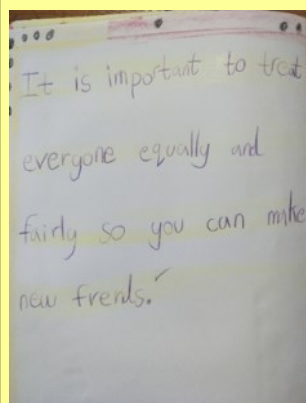 It is important to treat
everyone equally and
fairly so you can make
new frends.